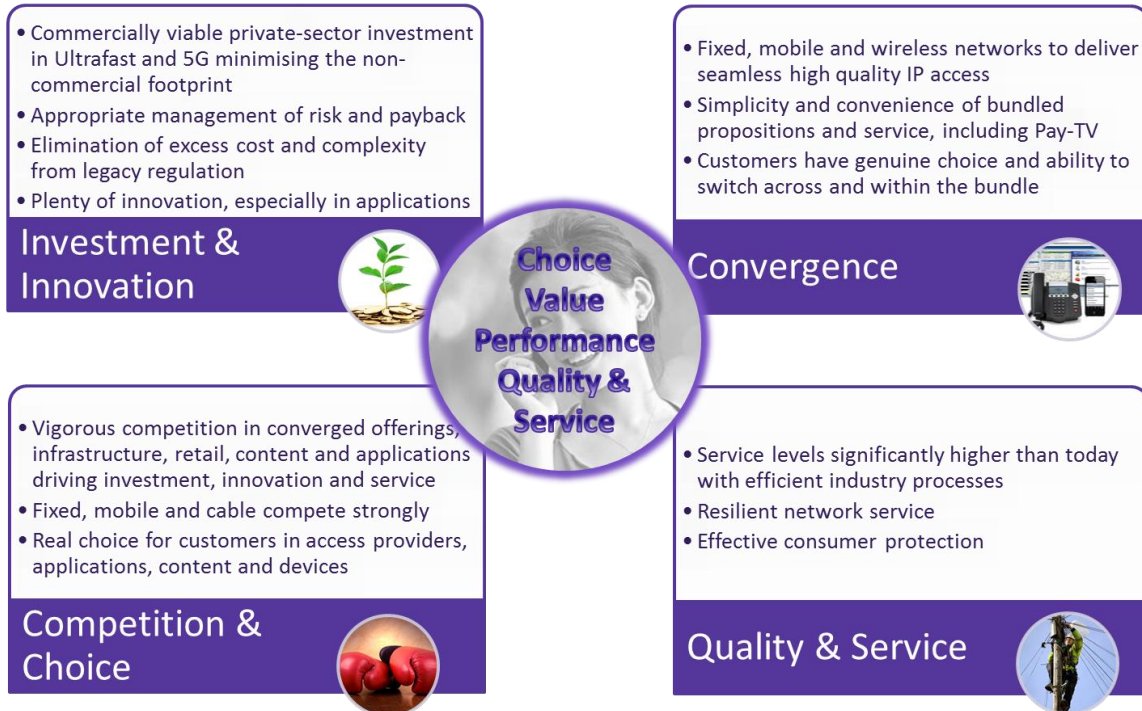 • Commercially viable private-sector investment
in Ultrafast and 5G minimising the non-
commercial footprint
• Appropriate management of risk and payback
• Elimination of excess cost and complexity
from legacy regulation
• Plenty of innovation, especially in applications
Investment &
Innovation
• Fixed, mobile and wireless networks to deliver
seamless high quality IP access
• Simplicity and convenience of bundled
propositions and service, including Pay-TV
• Customers have genuine choice and ability to
switch across and within the bundle
Convergence
Choice
Value
Performance
Quality &
Service
• Vigorous competition in converged offerings,
infrastructure, retail, content and applications
driving investment, innovation and service
• Fixed, mobile and cable compete strongly
• Real choice for customers in access providers,
applications, content and devices
Competition &
Choice
• Service levels significantly higher than today
with efficient industry processes
• Resilient network service
• Effective consumer protection
Quality & Service